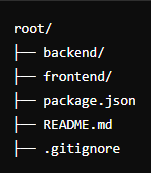 root/
├── backend/
├── frontend/
├── package.json
├── README.md
├── .gitignore